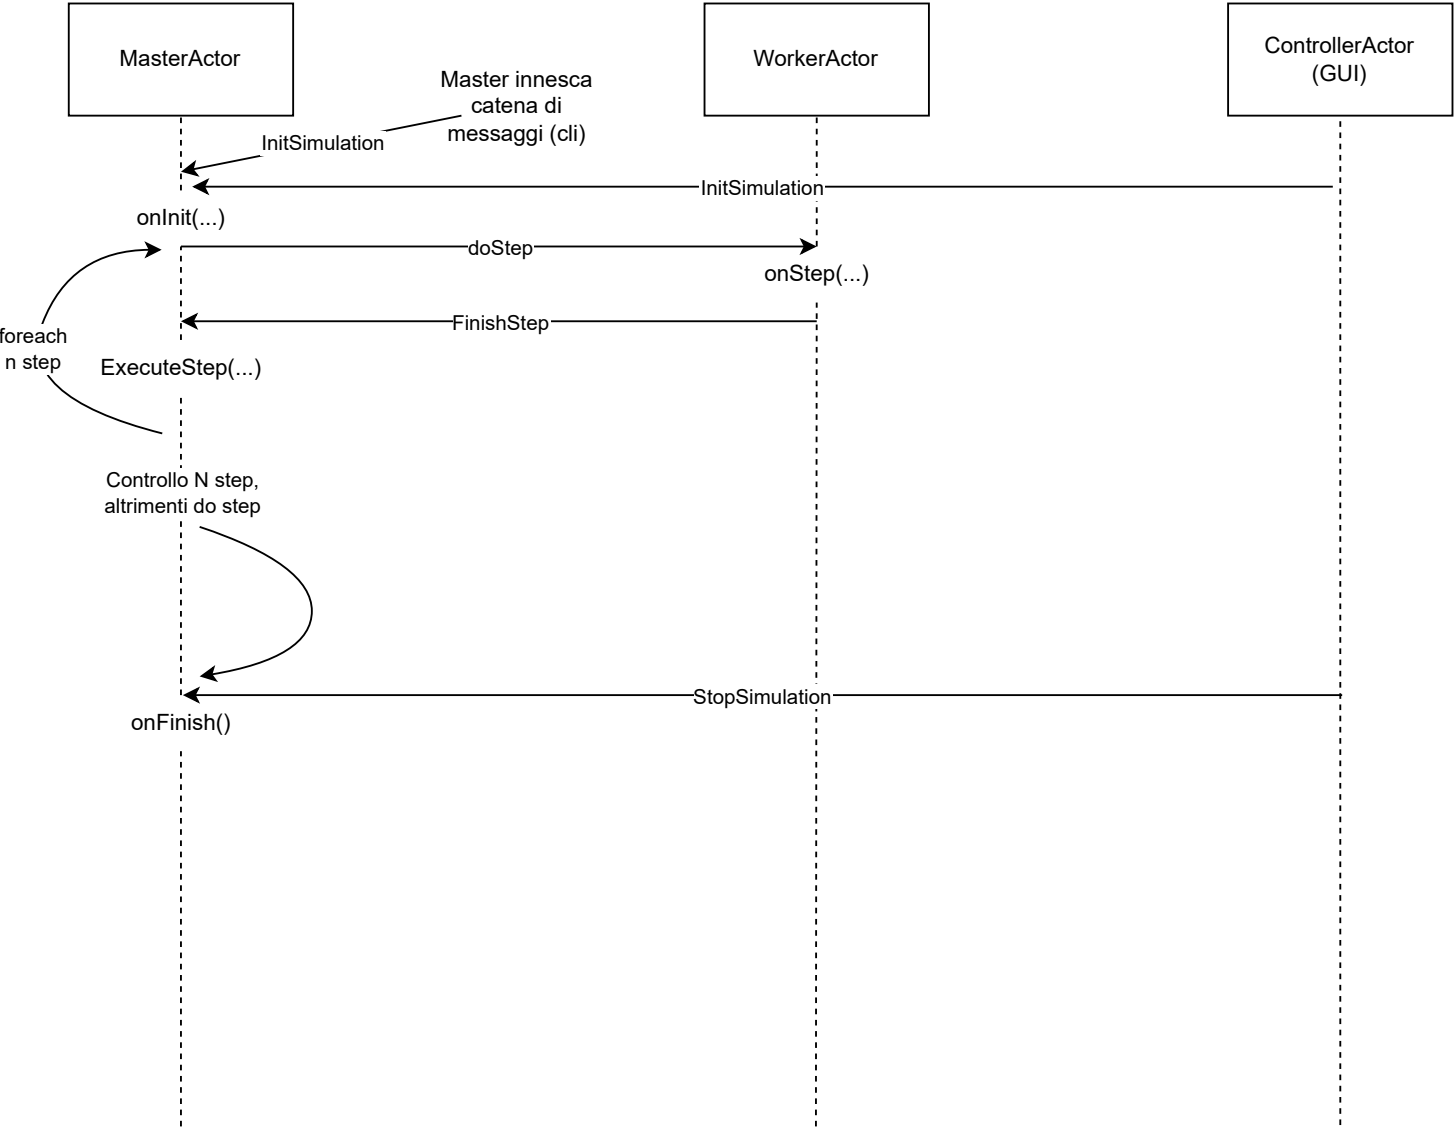 MasterActor
WorkerActor
ControllerActor
(GUI)
Master innesca
catena di
messaggi (cli)
InitSimulation
InitSimulation
onInit(...)
doStep
onStep(...)
FinishStep
foreach
n step
ExecuteStep(...)
Controllo N step,
altrimenti do step
StopSimulation
onFinish()